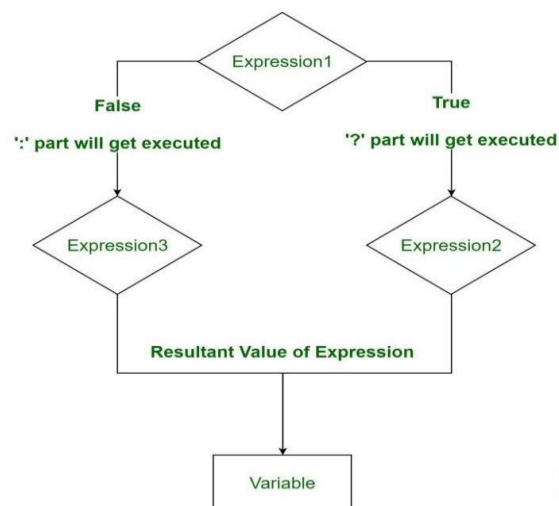 Expression1
False
True
':' part will get executed
'?' part will get executed
Expression3
Expression2
Resultant Value of Expression
Variable